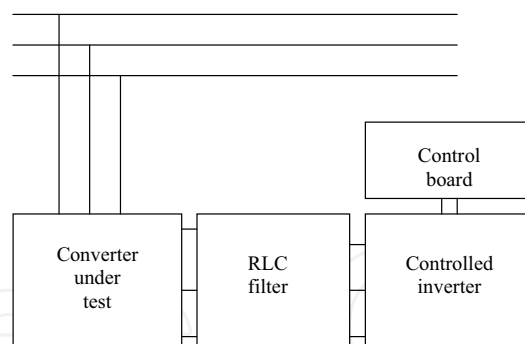 Control
board
Converter
under
test
RLC
filter
Controlled
inverter